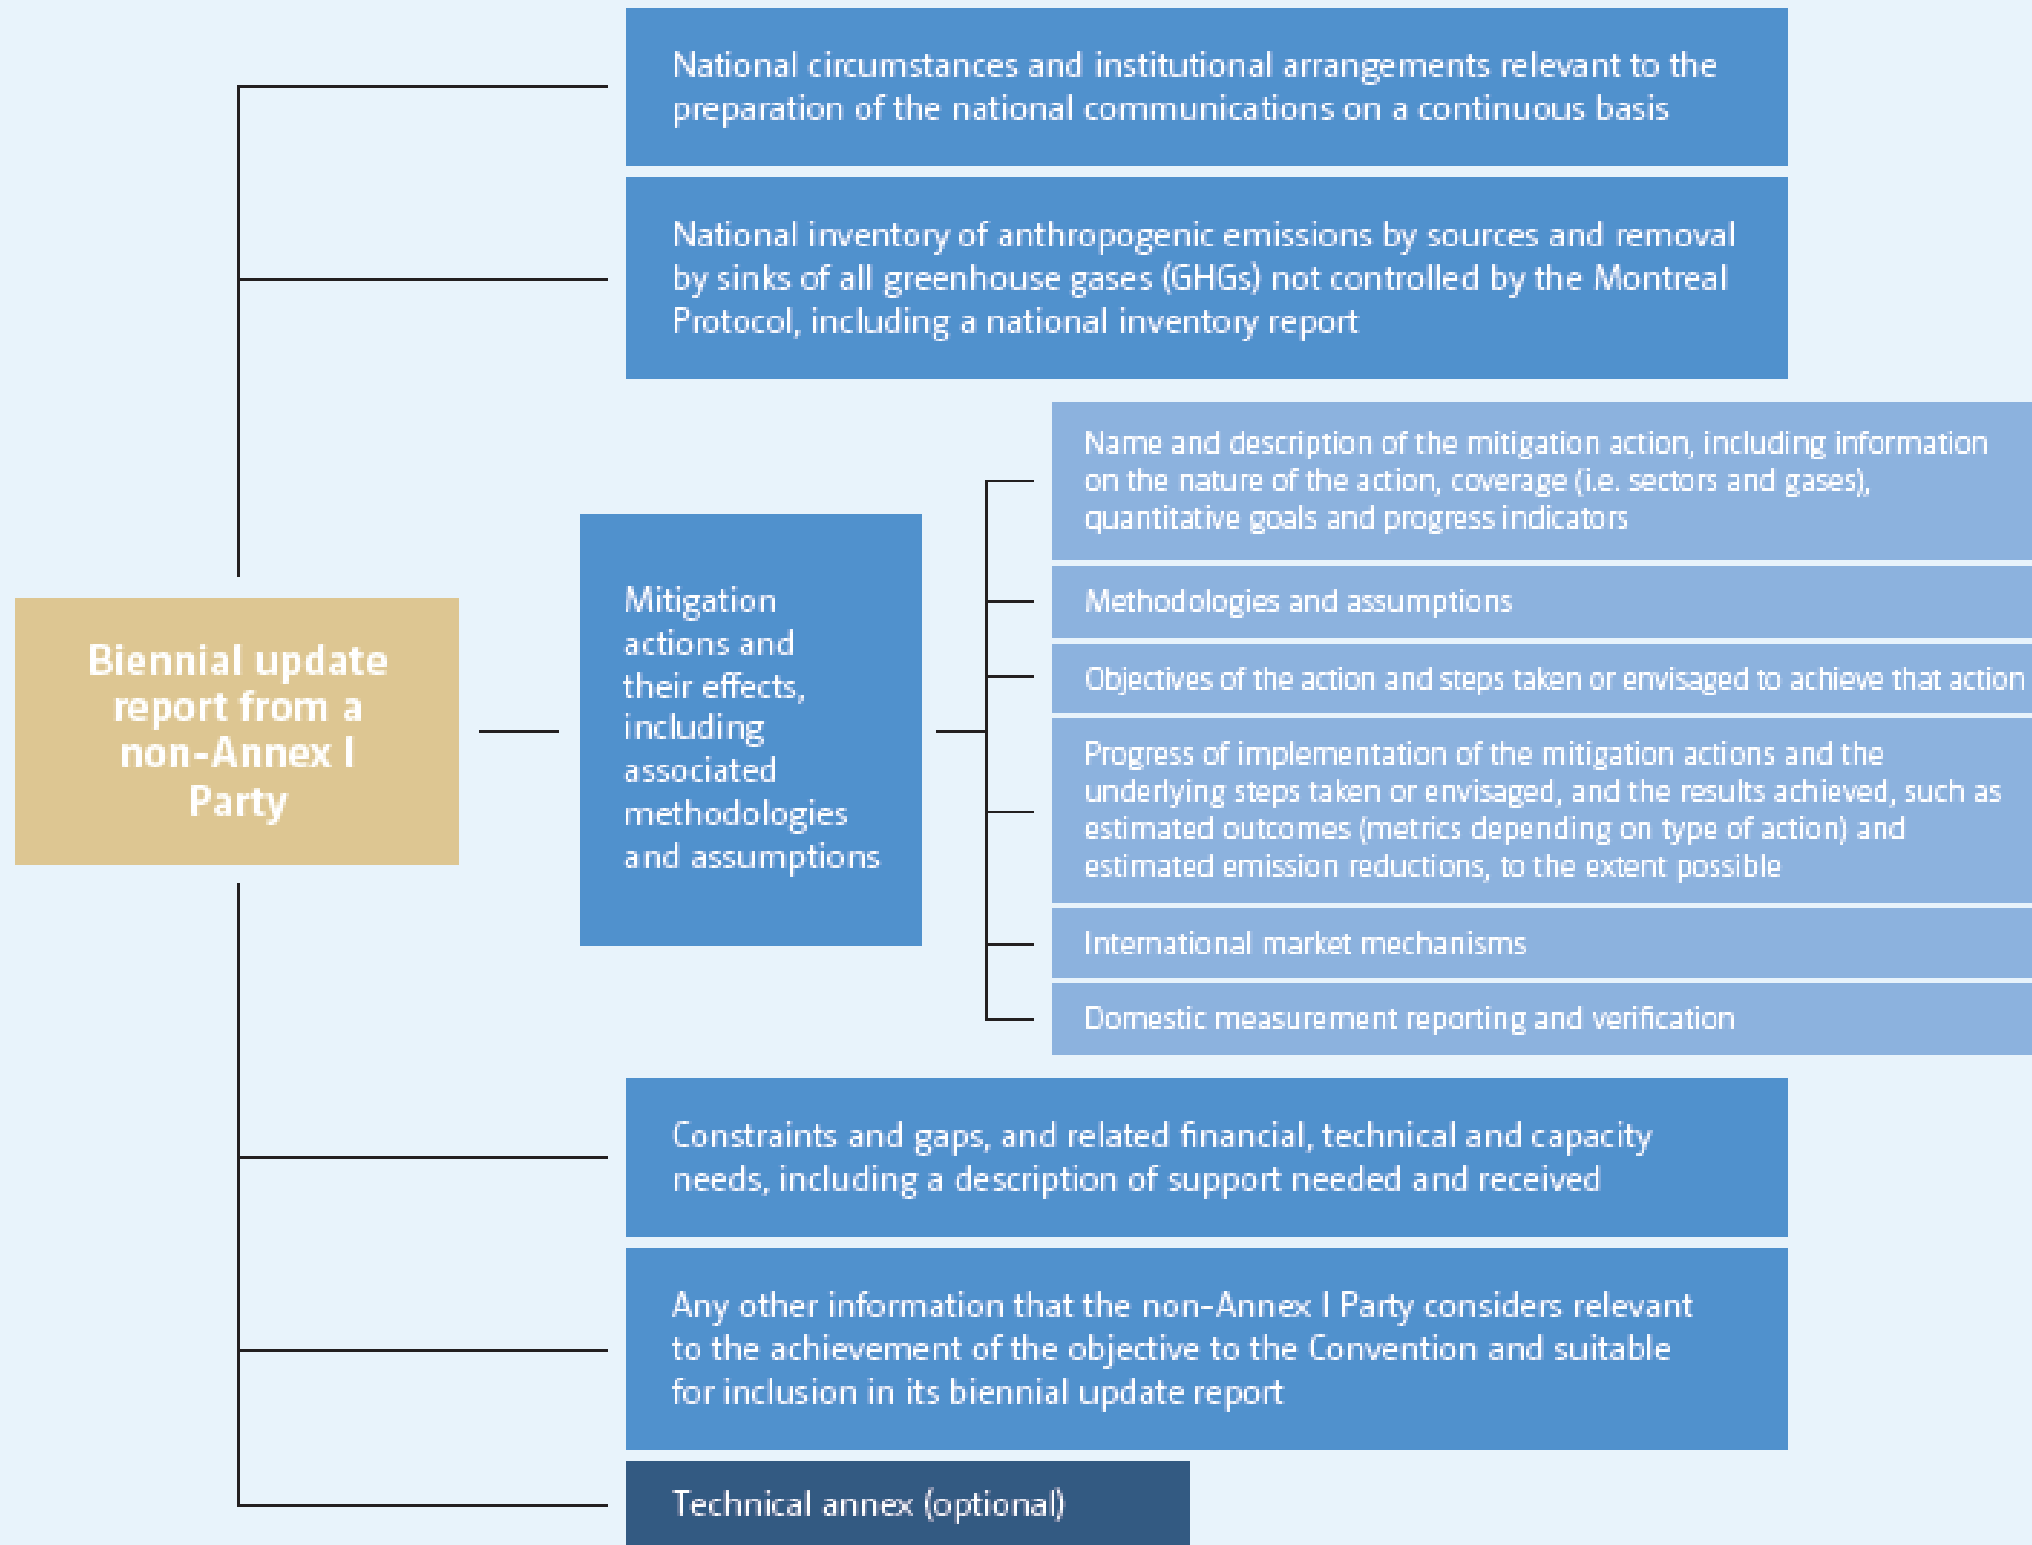 National circumstances and institutional arrangements relevant to the
preparation of the national communications on a continuous basis
National inventory of anthropogenic emissions by sources and removal
by sinks of all greenhouse gases (GHGs) not controlled by the Montreal
Protocol, including a national inventory report
Biennial update
report from a
non-Annex I
Party
Mitigation
actions and
their effects,
including
associated
methodologies
and assumptions
Name and description of the mitigation action, including information
on the nature of the action, coverage (i.e. sectors and gases),
quantitative goals and progress indicators
Methodologies and assumptions
Objectives of the action and steps taken or envisaged to achieve that action
Progress of implementation of the mitigation actions and the
underlying steps taken or envisaged, and the results achieved, such as
estimated outcomes (metrics depending on type of action) and
estimated emission reductions, to the extent possible
International market mechanisms
Domestic measurement reporting and verification
Constraints and gaps, and related financial, technical and capacity
needs, including a description of support needed and received
Any other information that the non-Annex I Party considers relevant
to the achievement of the objective to the Convention and suitable
for inclusion in its biennial update report
Technical annex (optional)